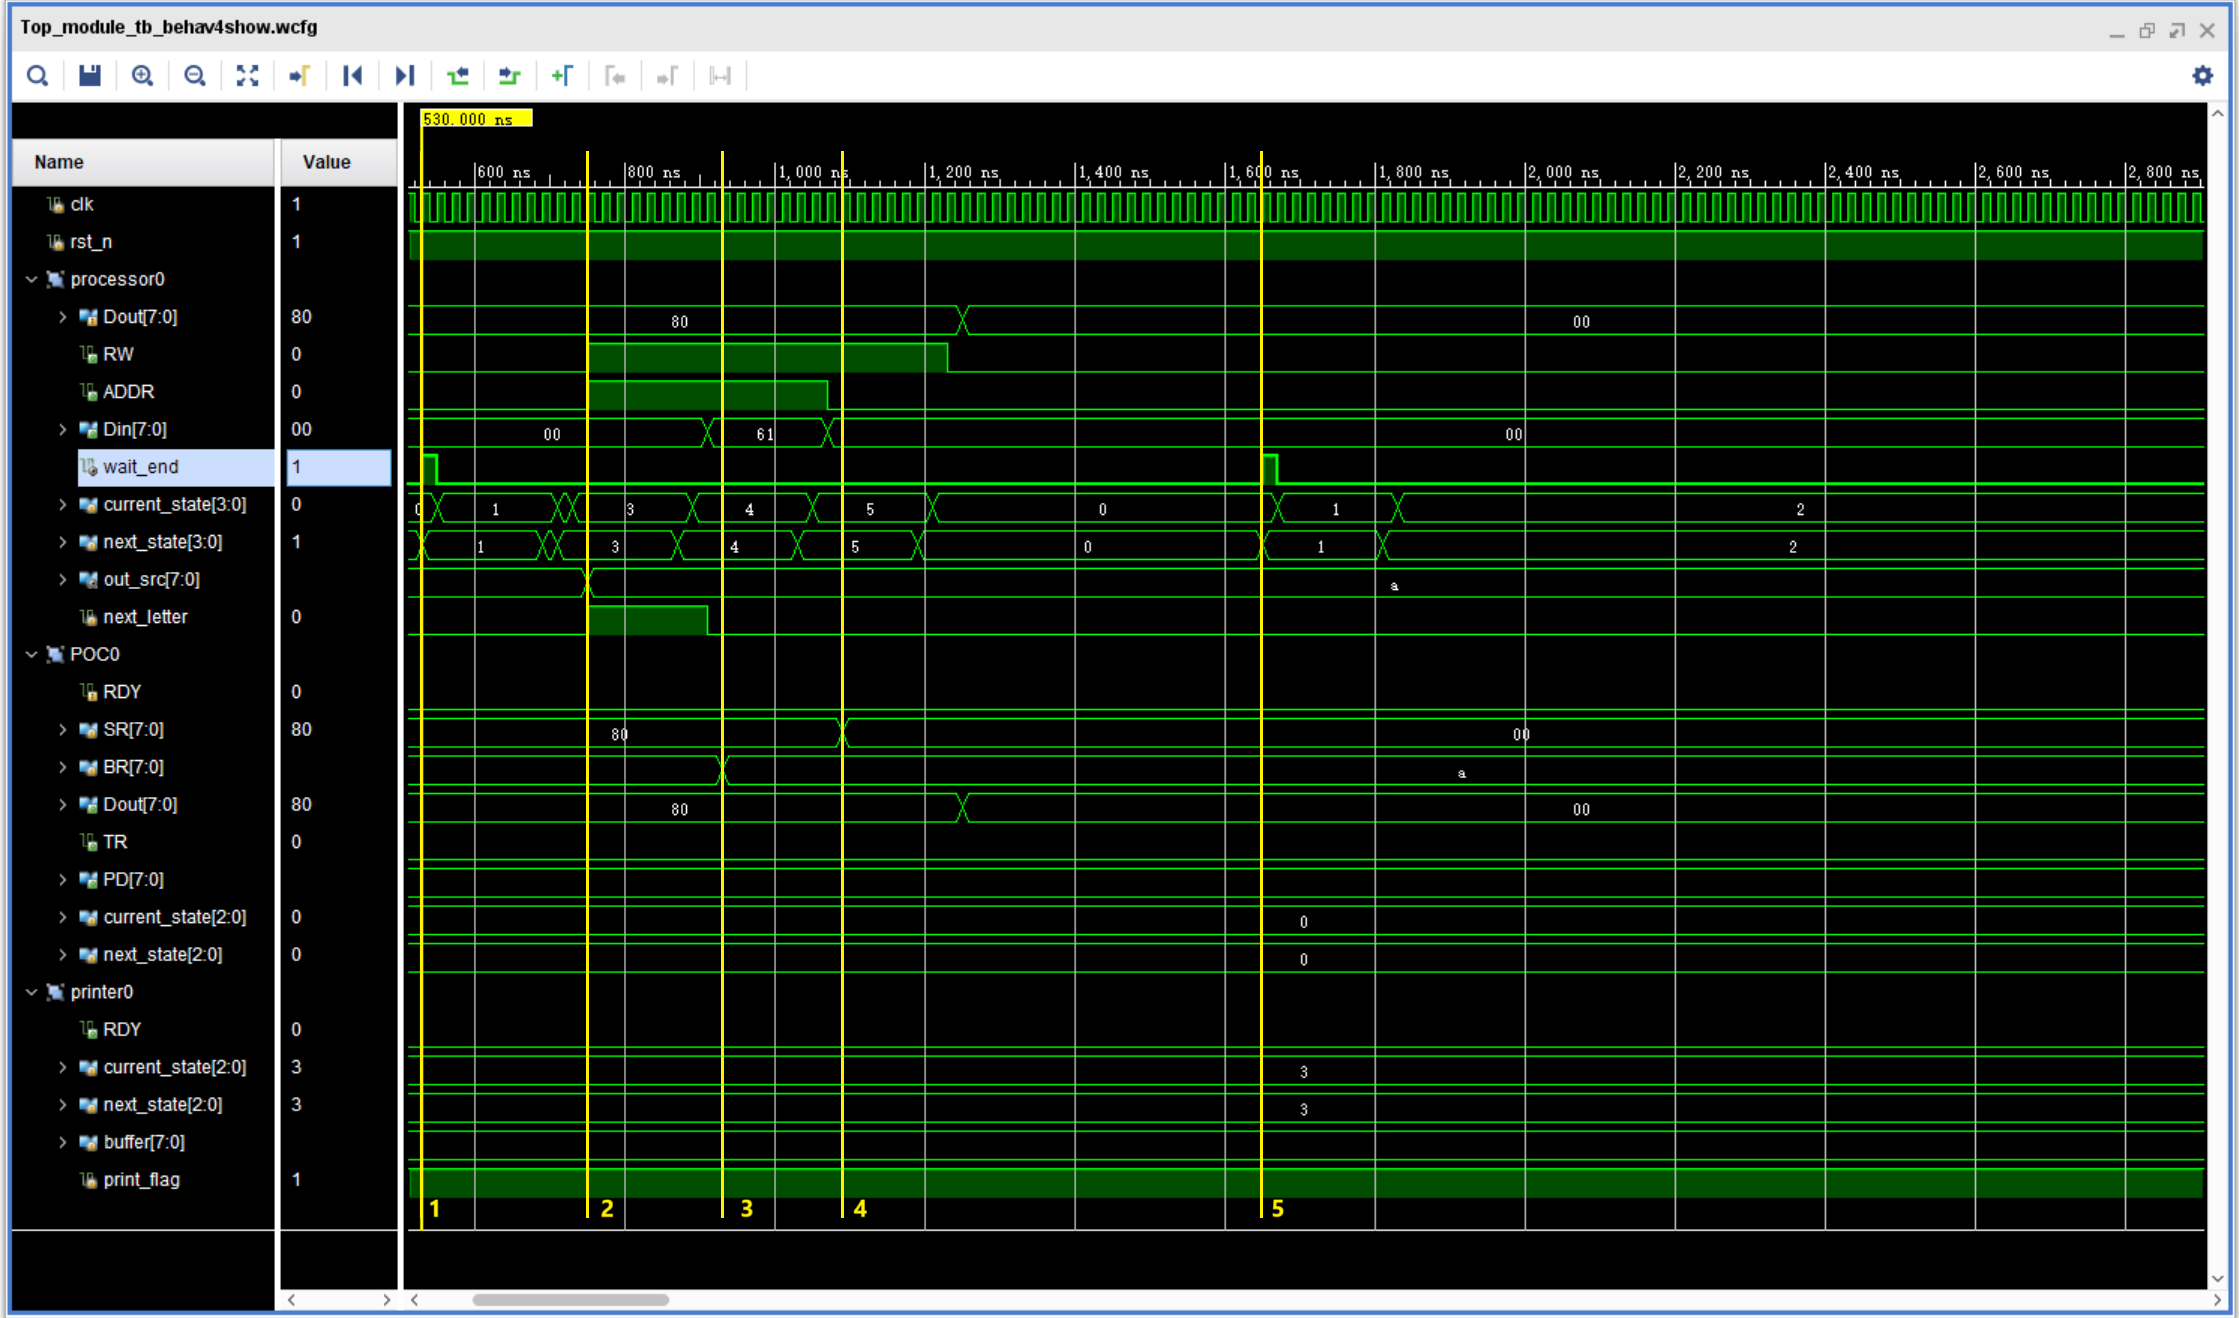 Top_module_tb_behav4show.wcfg
530.000 ns
Name Value
600 ns 800 ns 1,000 ns 1,200 ns 1,400 ns 1,600 ns 1,800 ns 2,000 ns 2,200 ns 2,400 ns 2,600 ns 2,800 ns
clk 1
rst_n 1
processor0
Dout[7:0] 80 80 00
RW 0
ADDR 0
Din[7:0] 00 00 61 00
wait_end 1
current_state[3:0] 0 0 1 3 4 5 0 1 2
next_state[3:0] 1 1 3 4 5 0 1 2
out_src[7:0] a
next_letter 0
POC0
RDY 0
SR[7:0] 80 80 00
BR[7:0] a
Dout[7:0] 80 80 00
TR 0
PD[7:0]
current_state[2:0] 0 0
next_state[2:0] 0 0
printer0
RDY 0
current_state[2:0] 3 3
next_state[2:0] 3 3
buffer[7:0]
print_flag 1
1 2 3 4 5